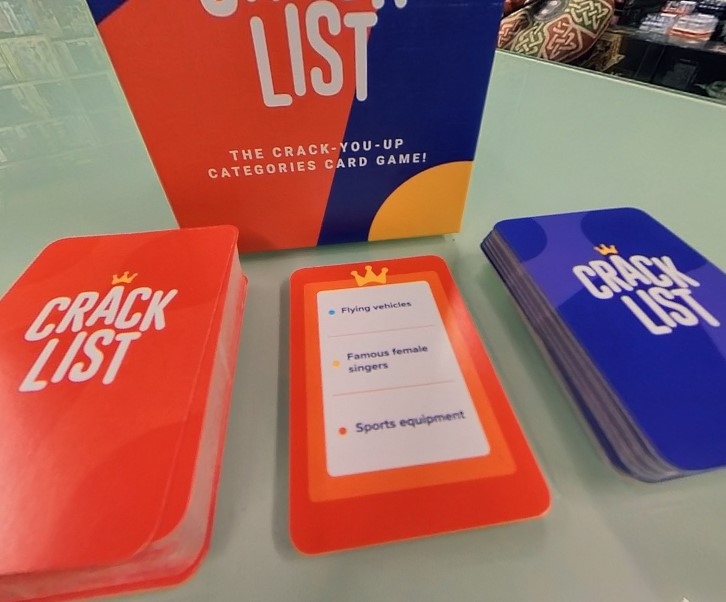 CRACK
LIST
THE CRACK-YOU-UP
CATEGORIES CARD GAME!
CRACK
LIST
Flying vehicles
Famous female
singers
Sports equipment
CRACK
LIST